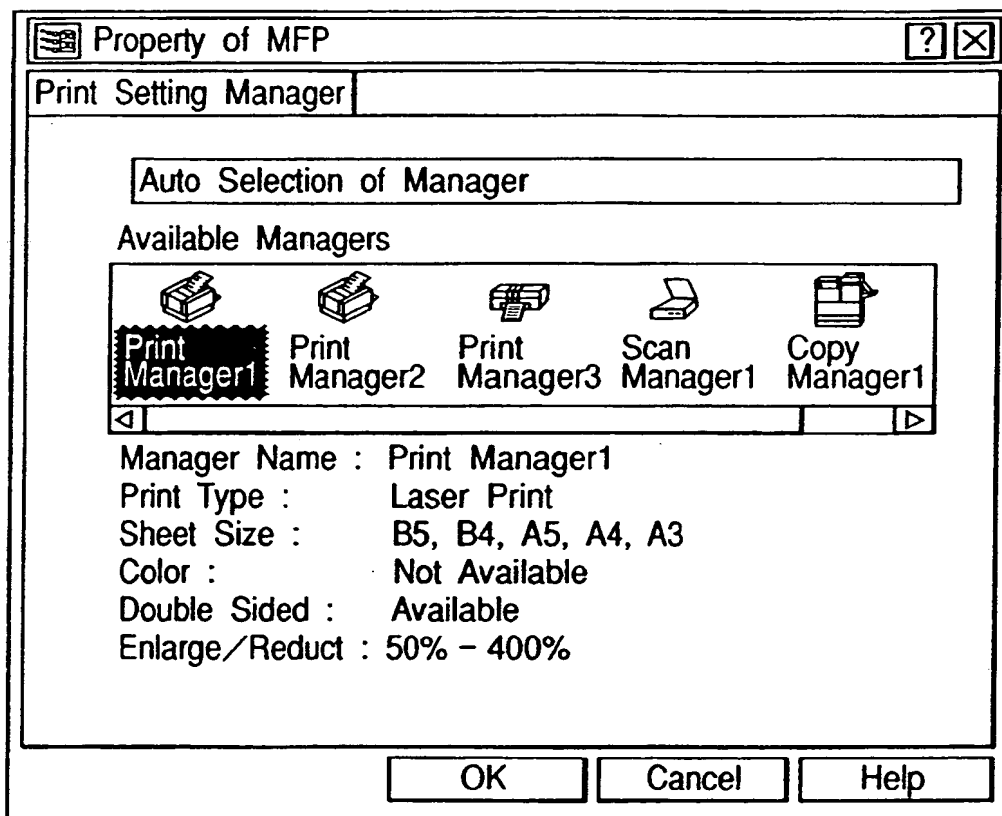 Property of MFP ?
Print Setting Manager
Auto Selection of Manager
Available Managers
Print Manager1
Print Manager2
Print Manager3
Scan Manager1
Copy Manager1
Manager Name : Print Manager1
Print Type : Laser Print
Sheet Size : B5, B4, A5, A4, A3
Color : Not Available
Double Sided : Available
Enlarge/Reduct : 50% – 400%
OK Cancel Help